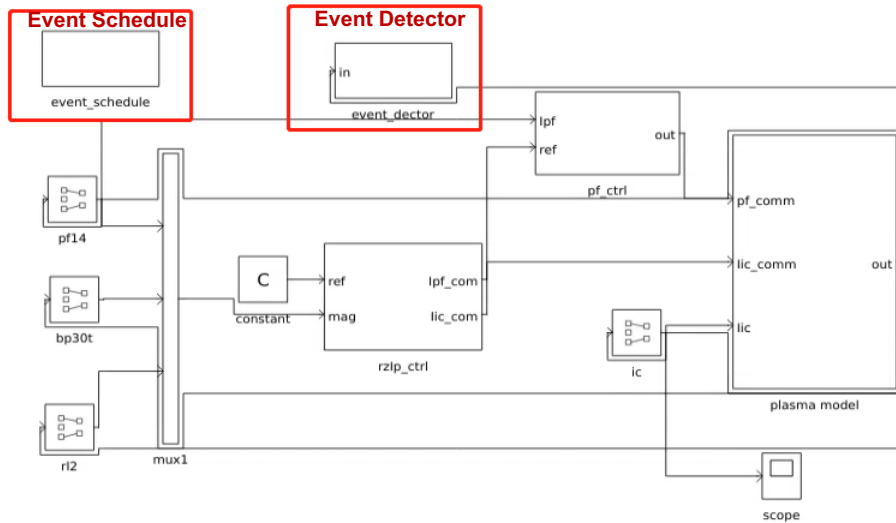 Event Schedule
Event Detector
in
event_schedule
event_dector
lpf
ref
out
pf_ctrl
pf14
pf_comm
lic_comm
out
lic
C
constant
ref
lpf_com
mag
lic_com
rzlp_ctrl
bp30t
ic
plasma model
rl2
mux1
scope